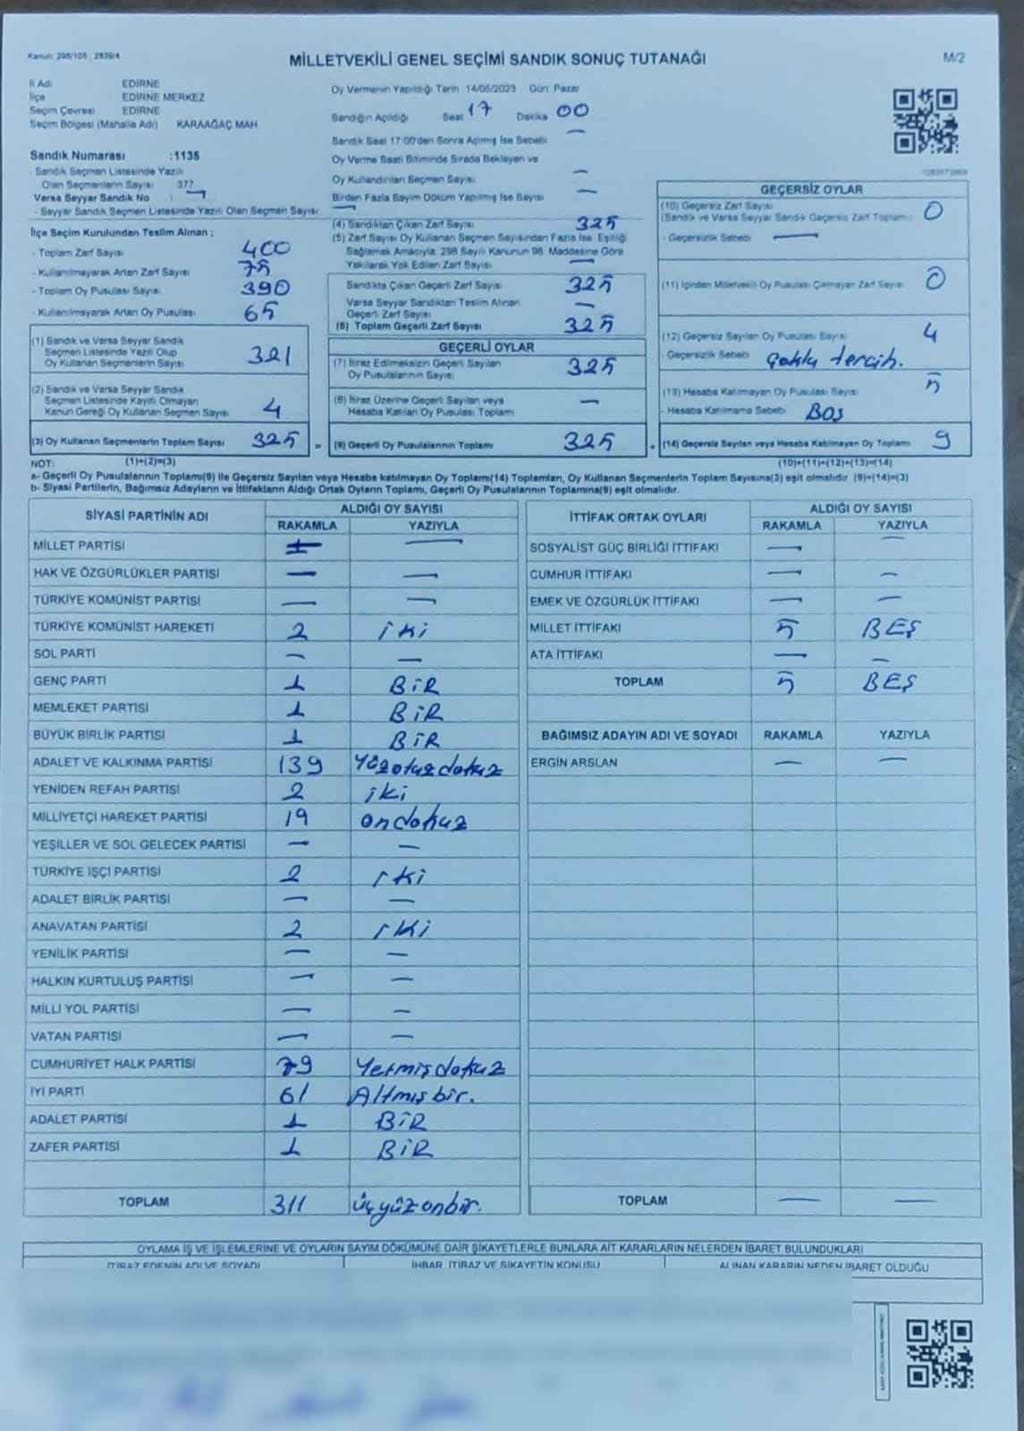 Kanun: 298/105 : 2839/4
MİLLETVEKİLİ GENEL SEÇİMİ SANDIK SONUÇ TUTANAĞI
M/2
İl Adı EDİRNE
İlçe EDİRNE MERKEZ
Seçim Çevresi EDİRNE
Seçim Bölgesi (Mahalle Adı) KARAAĞAÇ MAH.
Sandık Numarası :1135
- Sandık Seçmen Listesinde Yazılı
Olan Seçmenlerin Sayısı 377
Varsa Seyyar Sandık No : —
- Seyyar Sandık Seçmen Listesinde Yazılı Olan Seçmen Sayısı —
İlçe Seçim Kurulundan Teslim Alınan ;
- Toplam Zarf Sayısı 400
- Kullanılmayarak Artan Zarf Sayısı 75
- Toplam Oy Pusulası Sayısı 390
- Kullanılmayarak Artan Oy Pusulası 65
(1) Sandık ve Varsa Seyyar Sandık
Seçmen Listesinde Yazılı Olup
Oy Kullanan Seçmenlerin Sayısı 321
(2) Sandık ve Varsa Seyyar Sandık
Seçmen Listesinde Kayıtlı Olmayan
Kanun Gereği Oy Kullanan Seçmen Sayısı 4
(3) Oy Kullanan Seçmenlerin Toplam Sayısı 325
Oy Vermenin Yapıldığı Tarih 14/05/2023 Gün: Pazar
Sandığın Açıldığı Saat 17 Dakika 00
Sandık Saat 17:00'den Sonra Açılmış İse Sebebi —
Oy Verme Saati Bitiminde Sırada Bekleyen ve
Oy Kullandırılan Seçmen Sayısı —
Birden Fazla Sayım Döküm Yapılmış İse Sayısı —
(4) Sandıktan Çıkan Zarf Sayısı 325
(5) Zarf Sayısı Oy Kullanan Seçmen Sayısından Fazla İse, Eşitliği
Sağlamak Amacıyla, 298 Sayılı Kanunun 98. Maddesine Göre
Yakılarak Yok Edilen Zarf Sayısı —
Sandıkta Çıkan Geçerli Zarf Sayısı 325
Varsa Seyyar Sandıktan Teslim Alınan
Geçerli Zarf Sayısı —
(6) Toplam Geçerli Zarf Sayısı 325
GEÇERLİ OYLAR
(7) İtiraz Edilmeksizin Geçerli Sayılan
Oy Pusulalarının Sayısı 325
(8) İtiraz Üzerine Geçerli Sayılan veya
Hesaba Katılan Oy Pusulası Toplamı —
= (9) Geçerli Oy Pusulalarının Toplamı 325
GEÇERSİZ OYLAR
(10) Geçersiz Zarf Sayısı
(Sandık ve Varsa Seyyar Sandık Geçersiz Zarf Toplamı) 0
- Geçersizlik Sebebi : —
(11) İçinden Milletvekili Oy Pusulası Çıkmayan Zarf Sayısı 0
(12) Geçersiz Sayılan Oy Pusulası Sayısı 4
- Geçersizlik Sebebi Çoklu tercih.
(13) Hesaba Katılmayan Oy Pusulası Sayısı 5
- Hesaba Katılmama Sebebi BOŞ
(14) Geçersiz Sayılan veya Hesaba Katılmayan Oy Toplamı 9
NOT: (1)+(2)=(3)
(10)+(11)+(12)+(13)=(14)
a- Geçerli Oy Pusulalarının Toplamı(9) ile Geçersiz Sayılan veya Hesaba katılmayan Oy Toplamı(14) Toplamları, Oy Kullanan Seçmenlerin Toplam Sayısına(3) eşit olmalıdır. (9)+(14)=(3)
b- Siyasi Partilerin, Bağımsız Adayların ve İttifakların Aldığı Ortak Oyların Toplamı, Geçerli Oy Pusulalarının Toplamına(9) eşit olmalıdır.
SİYASİ PARTİNİN ADI ALDIĞI OY SAYISI
RAKAMLA YAZIYLA
MİLLET PARTİSİ — —
HAK VE ÖZGÜRLÜKLER PARTİSİ — —
TÜRKİYE KOMÜNİST PARTİSİ — —
TÜRKİYE KOMÜNİST HAREKETİ 2 iki
SOL PARTİ — —
GENÇ PARTİ 1 BİR
MEMLEKET PARTİSİ 1 BİR
BÜYÜK BİRLİK PARTİSİ 1 BİR
ADALET VE KALKINMA PARTİSİ 139 Yüzotuzdokuz
YENİDEN REFAH PARTİSİ 2 iki
MİLLİYETÇİ HAREKET PARTİSİ 19 ondokuz
YEŞİLLER VE SOL GELECEK PARTİSİ — —
TÜRKİYE İŞÇİ PARTİSİ 2 iki
ADALET BİRLİK PARTİSİ — —
ANAVATAN PARTİSİ 2 iki
YENİLİK PARTİSİ — —
HALKIN KURTULUŞ PARTİSİ — —
MİLLİ YOL PARTİSİ — —
VATAN PARTİSİ — —
CUMHURİYET HALK PARTİSİ 79 Yetmişdokuz
İYİ PARTİ 61 Altmışbir.
ADALET PARTİSİ 1 BİR
ZAFER PARTİSİ 1 BİR
TOPLAM 311 üçyüzonbir.
İTTİFAK ORTAK OYLARI ALDIĞI OY SAYISI
RAKAMLA YAZIYLA
SOSYALİST GÜÇ BİRLİĞİ İTTİFAKI — —
CUMHUR İTTİFAKI — —
EMEK VE ÖZGÜRLÜK İTTİFAKI — —
MİLLET İTTİFAKI 5 BEŞ
ATA İTTİFAKI — —
TOPLAM 5 BEŞ
BAĞIMSIZ ADAYIN ADI VE SOYADI RAKAMLA YAZIYLA
ERGİN ARSLAN — —
TOPLAM — —
OYLAMA İŞ VE İŞLEMLERİNE VE OYLARIN SAYIM DÖKÜMÜNE DAİR ŞİKAYETLERLE BUNLARA AİT KARARLARIN NELERDEN İBARET BULUNDUKLARI
İTİRAZ EDENİN ADI VE SOYADI İHBAR, İTİRAZ VE ŞİKAYETİN KONUSU ALINAN KARARIN NEDEN İBARET OLDUĞU